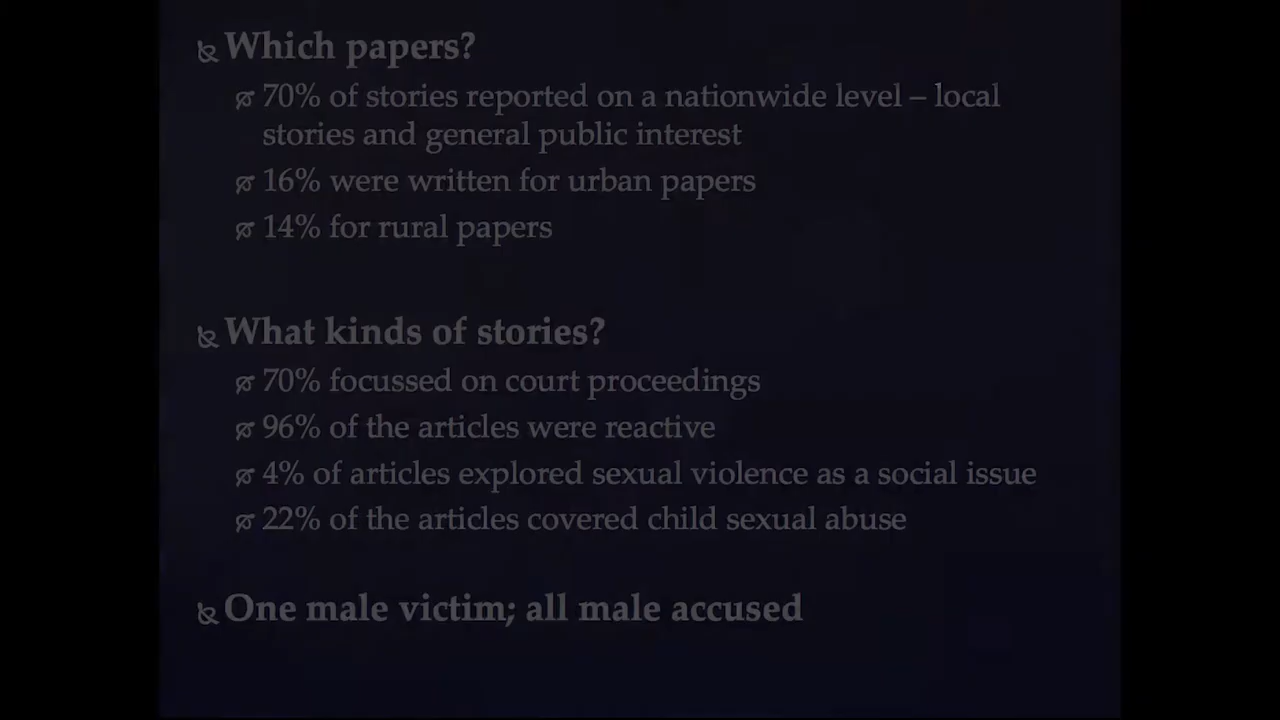 Which papers?
70% of stories reported on a nationwide level – local
stories and general public interest
16% were written for urban papers
14% for rural papers
What kinds of stories?
70% focussed on court proceedings
96% of the articles were reactive
4% of articles explored sexual violence as a social issue
22% of the articles covered child sexual abuse
One male victim; all male accused